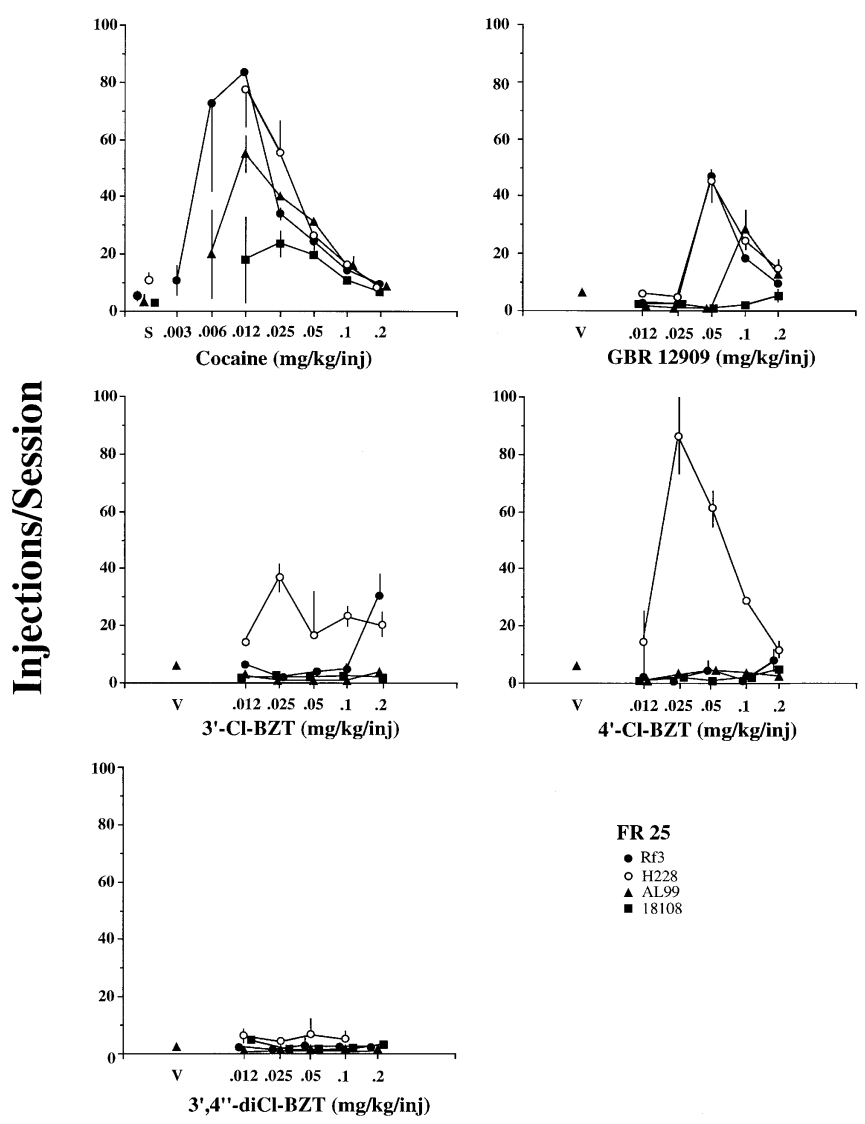 Injections/Session
100
80
60
40
20
0
S .003 .006 .012 .025 .05 .1 .2
Cocaine (mg/kg/inj)
100
80
60
40
20
0
V .012 .025 .05 .1 .2
GBR 12909 (mg/kg/inj)
100
80
60
40
20
0
V .012 .025 .05 .1 .2
3'-Cl-BZT (mg/kg/inj)
100
80
60
40
20
0
V .012 .025 .05 .1 .2
4'-Cl-BZT (mg/kg/inj)
100
80
60
40
20
0
V .012 .025 .05 .1 .2
3',4''-diCl-BZT (mg/kg/inj)
FR 25
Rf3
H228
AL99
18108